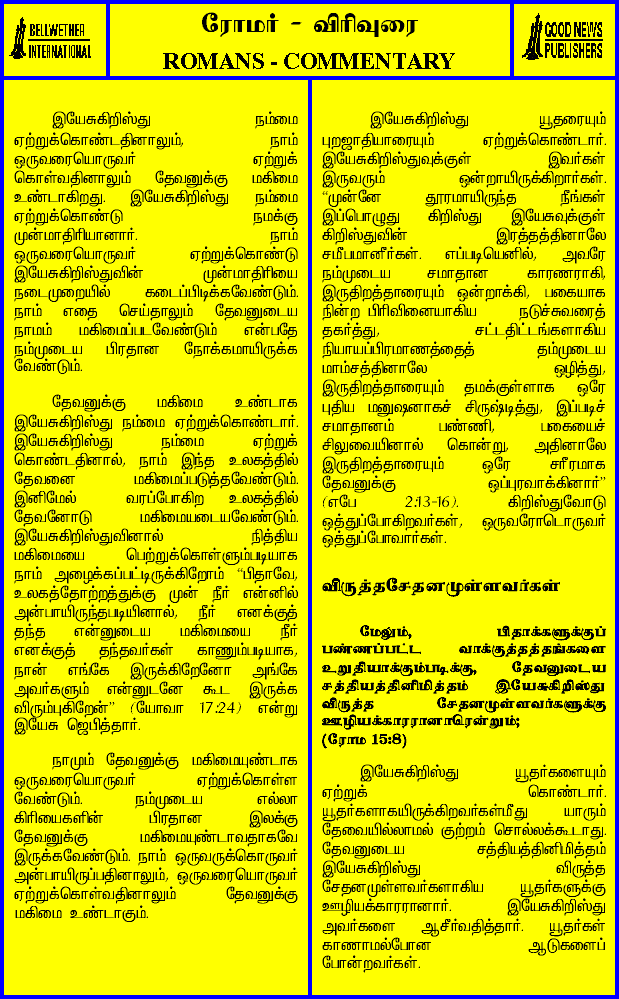 BELLWETHER
INTERNATIONAL
ரோமர் - விரிவுரை
ROMANS - COMMENTARY
GOOD NEWS
PUBLISHERS
இயேசுகிறிஸ்து நம்மை
ஏற்றுக்கொண்டதினாலும், நாம்
ஒருவரையொருவர் ஏற்றுக்
கொள்வதினாலும் தேவனுக்கு மகிமை
உண்டாகிறது. இயேசுகிறிஸ்து நம்மை
ஏற்றுக்கொண்டு நமக்கு
முன்மாதிரியானார். நாம்
ஒருவரையொருவர் ஏற்றுக்கொண்டு
இயேசுகிறிஸ்துவின் முன்மாதிரியை
நடைமுறையில் கடைப்பிடிக்கவேண்டும்.
நாம் எதை செய்தாலும் தேவனுடைய
நாமம் மகிமைப்படவேண்டும் என்பதே
நம்முடைய பிரதான நோக்கமாயிருக்க
வேண்டும்.
தேவனுக்கு மகிமை உண்டாக
இயேசுகிறிஸ்து நம்மை ஏற்றுக்கொண்டார்.
இயேசுகிறிஸ்து நம்மை ஏற்றுக்
கொண்டதினால், நாம் இந்த உலகத்தில்
தேவனை மகிமைப்படுத்தவேண்டும்.
இனிமேல் வரப்போகிற உலகத்தில்
தேவனோடு மகிமையடையவேண்டும்.
இயேசுகிறிஸ்துவினால் நித்திய
மகிமையை பெற்றுக்கொள்ளும்படியாக
நாம் அழைக்கப்பட்டிருக்கிறோம் “பிதாவே,
உலகத்தோற்றத்துக்கு முன் நீர் என்னில்
அன்பாயிருந்தபடியினால், நீர் எனக்குத்
தந்த என்னுடைய மகிமையை நீர்
எனக்குத் தந்தவர்கள் காணும்படியாக,
நான் எங்கே இருக்கிறேனோ அங்கே
அவர்களும் என்னுடனே கூட இருக்க
விரும்புகிறேன்” (யோவா 17:24) என்று
இயேசு ஜெபித்தார்.
நாமும் தேவனுக்கு மகிமையுண்டாக
ஒருவரையொருவர் ஏற்றுக்கொள்ள
வேண்டும். நம்முடைய எல்லா
கிரியைகளின் பிரதான இலக்கு
தேவனுக்கு மகிமையுண்டாவதாகவே
இருக்கவேண்டும். நாம் ஒருவருக்கொருவர்
அன்பாயிருப்பதினாலும், ஒருவரையொருவர்
ஏற்றுக்கொள்வதினாலும் தேவனுக்கு
மகிமை உண்டாகும்.
இயேசுகிறிஸ்து யூதரையும்
புறஜாதியாரையும் ஏற்றுக்கொண்டார்.
இயேசுகிறிஸ்துவுக்குள் இவர்கள்
இருவரும் ஒன்றாயிருக்கிறார்கள்.
“முன்னே தூரமாயிருந்த நீங்கள்
இப்பொழுது கிறிஸ்து இயேசுவுக்குள்
கிறிஸ்துவின் இரத்தத்தினாலே
சமீபமானீர்கள். எப்படியெனில், அவரே
நம்முடைய சமாதான காரணராகி,
இருதிறத்தாரையும் ஒன்றாக்கி, பகையாக
நின்ற பிரிவினையாகிய நடுச்சுவரைத்
தகர்த்து, சட்டதிட்டங்களாகிய
நியாயப்பிரமாணத்தைத் தம்முடைய
மாம்சத்தினாலே ஒழித்து,
இருதிறத்தாரையும் தமக்குள்ளாக ஒரே
புதிய மனுஷனாகச் சிருஷ்டித்து, இப்படிச்
சமாதானம் பண்ணி, பகையைச்
சிலுவையினால் கொன்று, அதினாலே
இருதிறத்தாரையும் ஒரே சரீரமாக
தேவனுக்கு ஒப்புரவாக்கினார்”
(எபே 2:13-16). கிறிஸ்துவோடு
ஒத்துப்போகிறவர்கள், ஒருவரோடொருவர்
ஒத்துப்போவார்கள்.
விருத்தசேதனமுள்ளவர்கள்
மேலும், பிதாக்களுக்குப்
பண்ணப்பட்ட வாக்குத்தத்தங்களை
உறுதியாக்கும்படிக்கு, தேவனுடைய
சத்தியத்தினிமித்தம் இயேசுகிறிஸ்து
விருத்த சேதனமுள்ளவர்களுக்கு
ஊழியக்காரரானாரென்றும்;
(ரோம 15:8)
இயேசுகிறிஸ்து யூதர்களையும்
ஏற்றுக் கொண்டார்.
யூதர்களாகயிருக்கிறவர்கள்மீது யாரும்
தேவையில்லாமல் குற்றம் சொல்லக்கூடாது.
தேவனுடைய சத்தியத்தினிமித்தம்
இயேசுகிறிஸ்து விருத்த
சேதனமுள்ளவர்களாகிய யூதர்களுக்கு
ஊழியக்காரரானார். இயேசுகிறிஸ்து
அவர்களை ஆசீர்வதித்தார். யூதர்கள்
காணாமல்போன ஆடுகளைப்
போன்றவர்கள்.